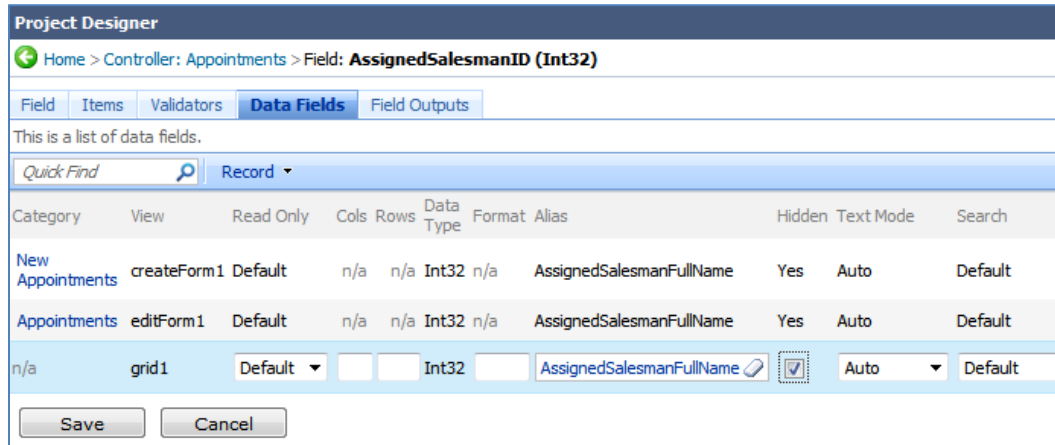 Project Designer
Home > Controller: Appointments > Field: AssignedSalesmanID (Int32)
Field Items Validators Data Fields Field Outputs
This is a list of data fields.
Quick Find Record
Category View Read Only Cols Rows Data Type Format Alias Hidden Text Mode Search
New Appointments createForm1 Default n/a n/a Int32 n/a AssignedSalesmanFullName Yes Auto Default
Appointments editForm1 Default n/a n/a Int32 n/a AssignedSalesmanFullName Yes Auto Default
n/a grid1 Default Int32 AssignedSalesmanFullName Auto Default
Save Cancel